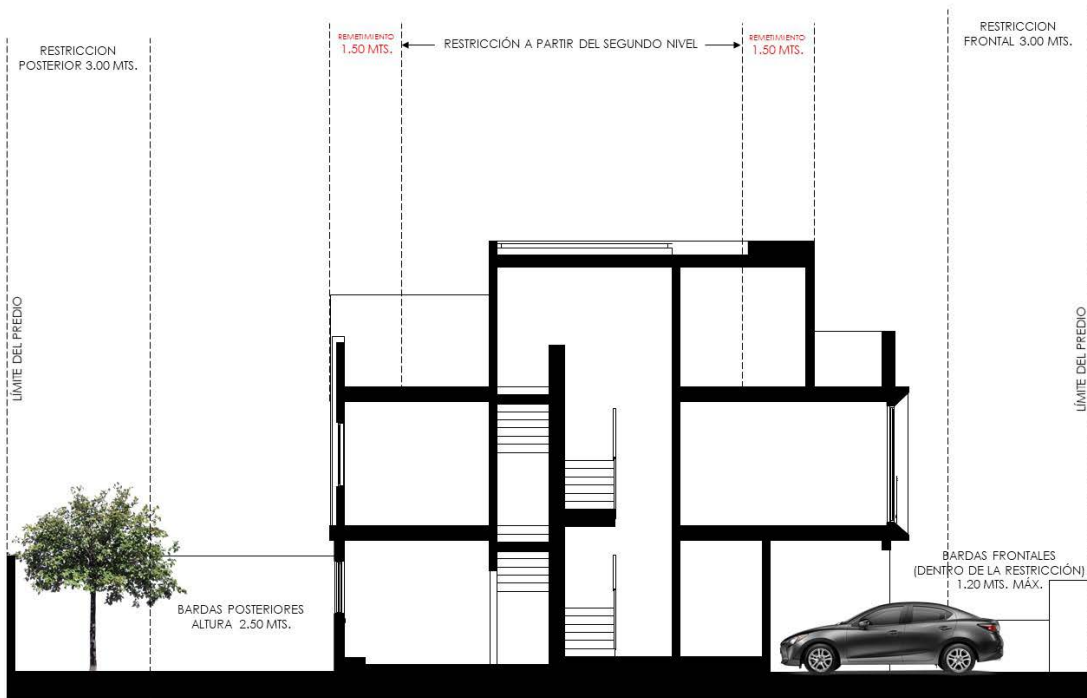 RESTRICCION
POSTERIOR 3.00 MTS.
REMETIMIENTO
1.50 MTS.
RESTRICCIÓN A PARTIR DEL SEGUNDO NIVEL
REMETIMIENTO
1.50 MTS.
RESTRICCION
FRONTAL 3.00 MTS.
LÍMITE DEL PREDIO
LÍMITE DEL PREDIO
BARDAS POSTERIORES
ALTURA 2.50 MTS.
BARDAS FRONTALES
(DENTRO DE LA RESTRICCIÓN)
1.20 MTS. MÁX.